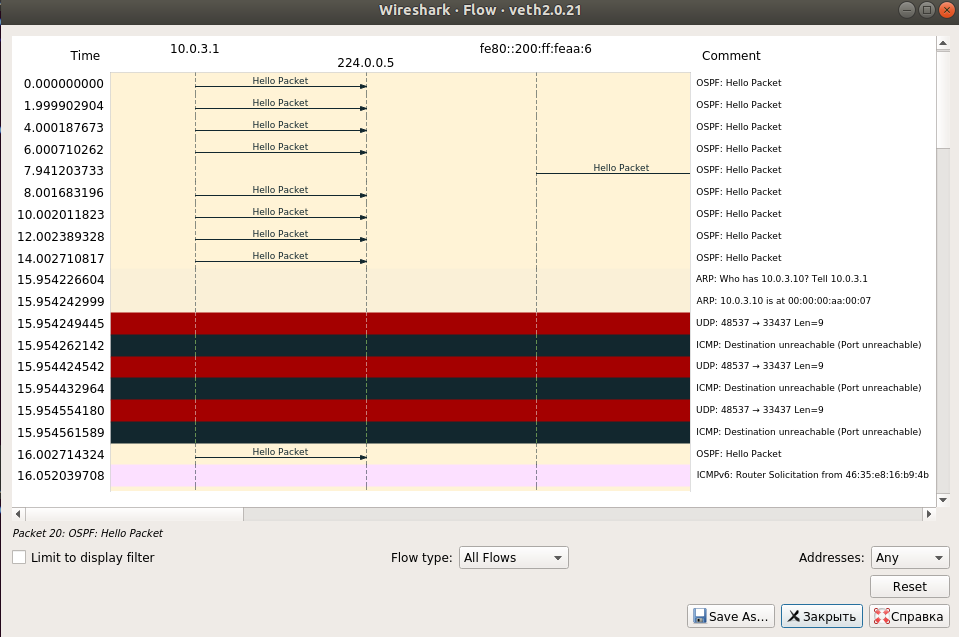 Wireshark · Flow · veth2.0.21
Time 10.0.3.1 224.0.0.5 fe80::200:ff:feaa:6 Comment
0.000000000 Hello Packet OSPF: Hello Packet
1.999902904 Hello Packet OSPF: Hello Packet
4.000187673 Hello Packet OSPF: Hello Packet
6.000710262 Hello Packet OSPF: Hello Packet
7.941203733 Hello Packet OSPF: Hello Packet
8.001683196 Hello Packet OSPF: Hello Packet
10.002011823 Hello Packet OSPF: Hello Packet
12.002389328 Hello Packet OSPF: Hello Packet
14.002710817 Hello Packet OSPF: Hello Packet
15.954226604 ARP: Who has 10.0.3.10? Tell 10.0.3.1
15.954242999 ARP: 10.0.3.10 is at 00:00:00:aa:00:07
15.954249445 UDP: 48537 → 33437 Len=9
15.954262142 ICMP: Destination unreachable (Port unreachable)
15.954424542 UDP: 48537 → 33437 Len=9
15.954432964 ICMP: Destination unreachable (Port unreachable)
15.954554180 UDP: 48537 → 33437 Len=9
15.954561589 ICMP: Destination unreachable (Port unreachable)
16.002714324 Hello Packet OSPF: Hello Packet
16.052039708 ICMPv6: Router Solicitation from 46:35:e8:16:b9:4b
Packet 20: OSPF: Hello Packet
Limit to display filter Flow type: All Flows Addresses: Any
Reset
Save As... Закрыть Справка